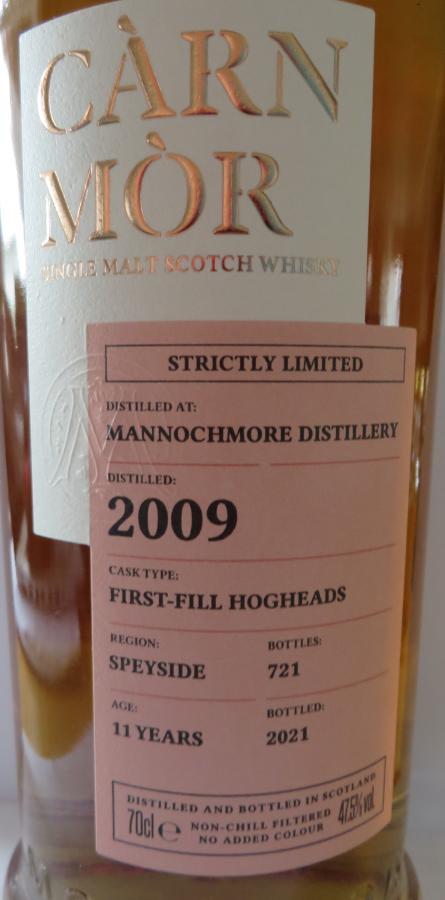 CÀRN
MÒR
SINGLE MALT SCOTCH WHISKY
STRICTLY LIMITED
DISTILLED AT:
MANNOCHMORE DISTILLERY
DISTILLED:
2009
CASK TYPE:
FIRST-FILL HOGHEADS
REGION:
SPEYSIDE
BOTTLES:
721
AGE:
11 YEARS
BOTTLED:
2021
DISTILLED AND BOTTLED IN SCOTLAND
70cl ℮ NON-CHILL FILTERED 47.5% vol
NO ADDED COLOUR